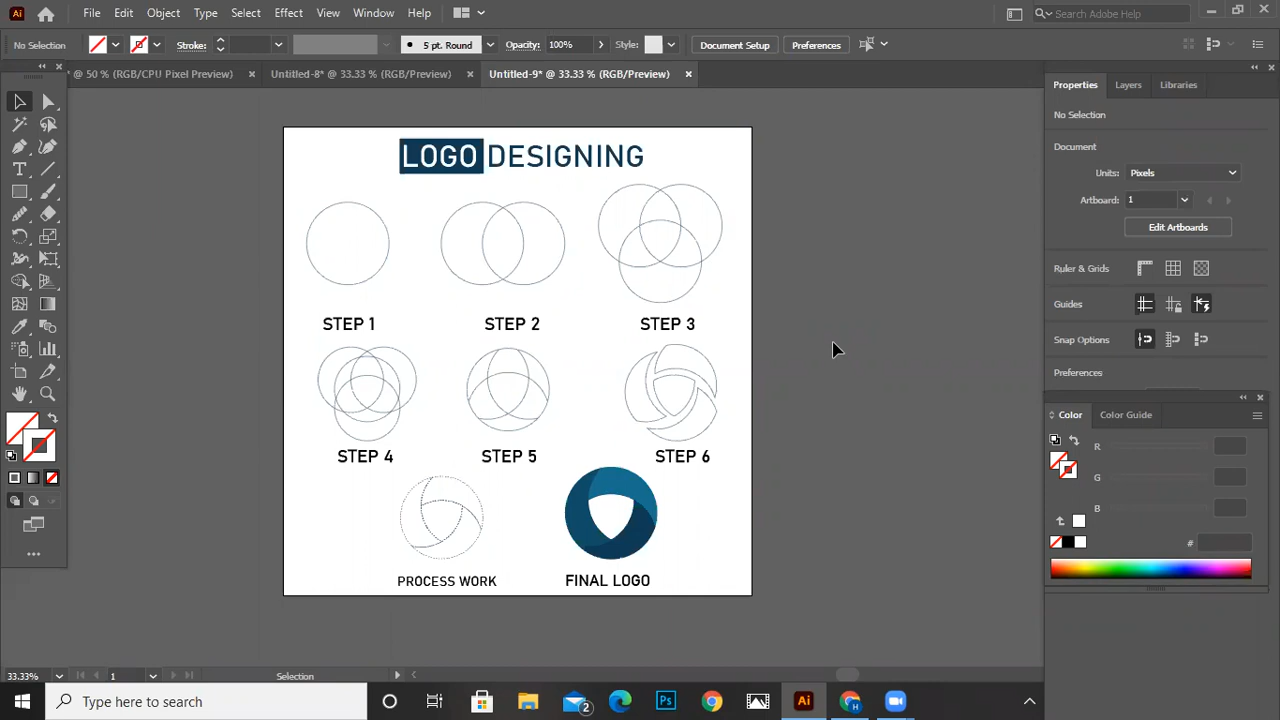 Ai File Edit Object Type Select Effect View Window Help Search Adobe Help
No Selection Stroke: 5 pt. Round Opacity: 100% Style: Document Setup Preferences
* @ 50 % (RGB/CPU Pixel Preview) × Untitled-8* @ 33.33 % (RGB/Preview) × Untitled-9* @ 33.33 % (RGB/Preview) ×
Properties Layers Libraries
No Selection
Document
Units: Pixels
Artboard: 1
Edit Artboards
Ruler & Grids
Guides
Snap Options
Preferences
Color Color Guide
R
G
B
#
LOGO DESIGNING
STEP 1 STEP 2 STEP 3
STEP 4 STEP 5 STEP 6
PROCESS WORK FINAL LOGO
33.33% 1 Selection
Type here to search 2 Ps Ai H